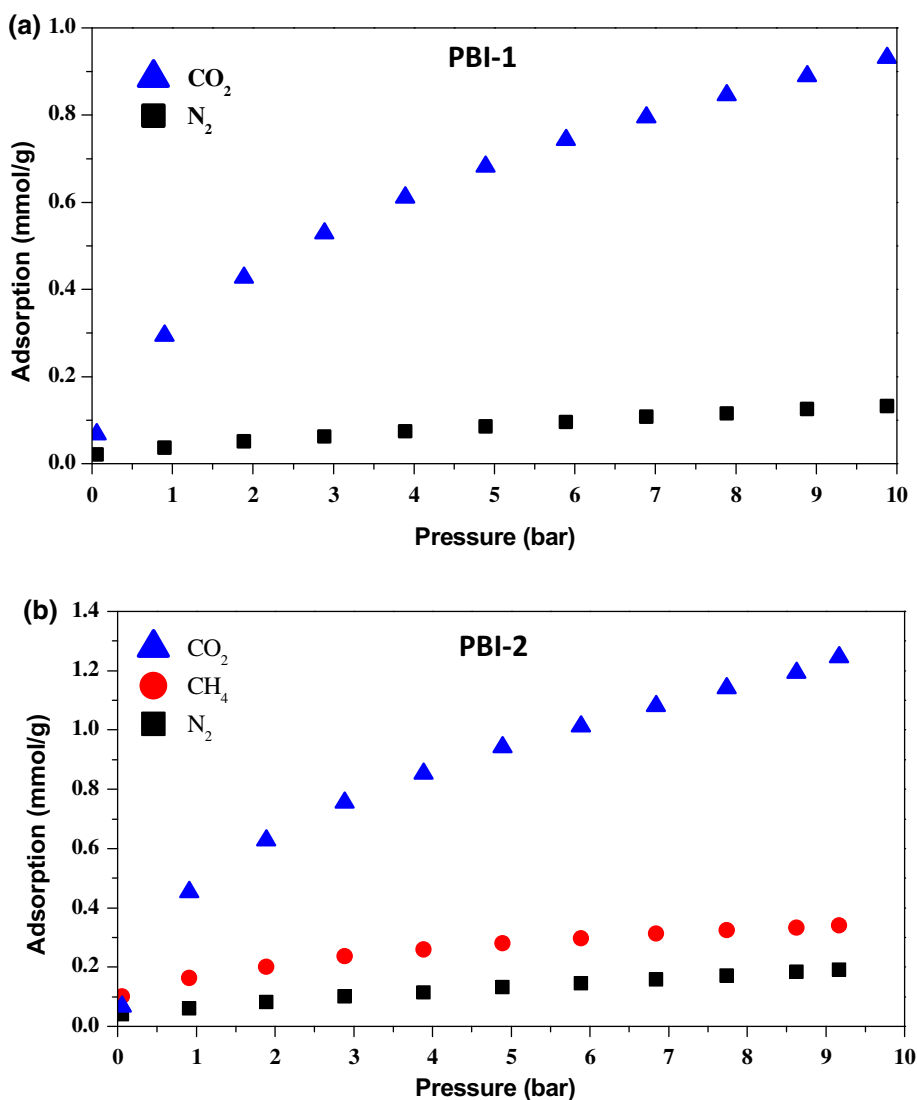 (a)
PBI-1
CO₂
N₂
1.0
0.8
0.6
0.4
0.2
0.0
Adsorption (mmol/g)
0 1 2 3 4 5 6 7 8 9 10
Pressure (bar)
(b)
PBI-2
CO₂
CH₄
N₂
1.4
1.2
1.0
0.8
0.6
0.4
0.2
0.0
Adsorption (mmol/g)
0 1 2 3 4 5 6 7 8 9 10
Pressure (bar)